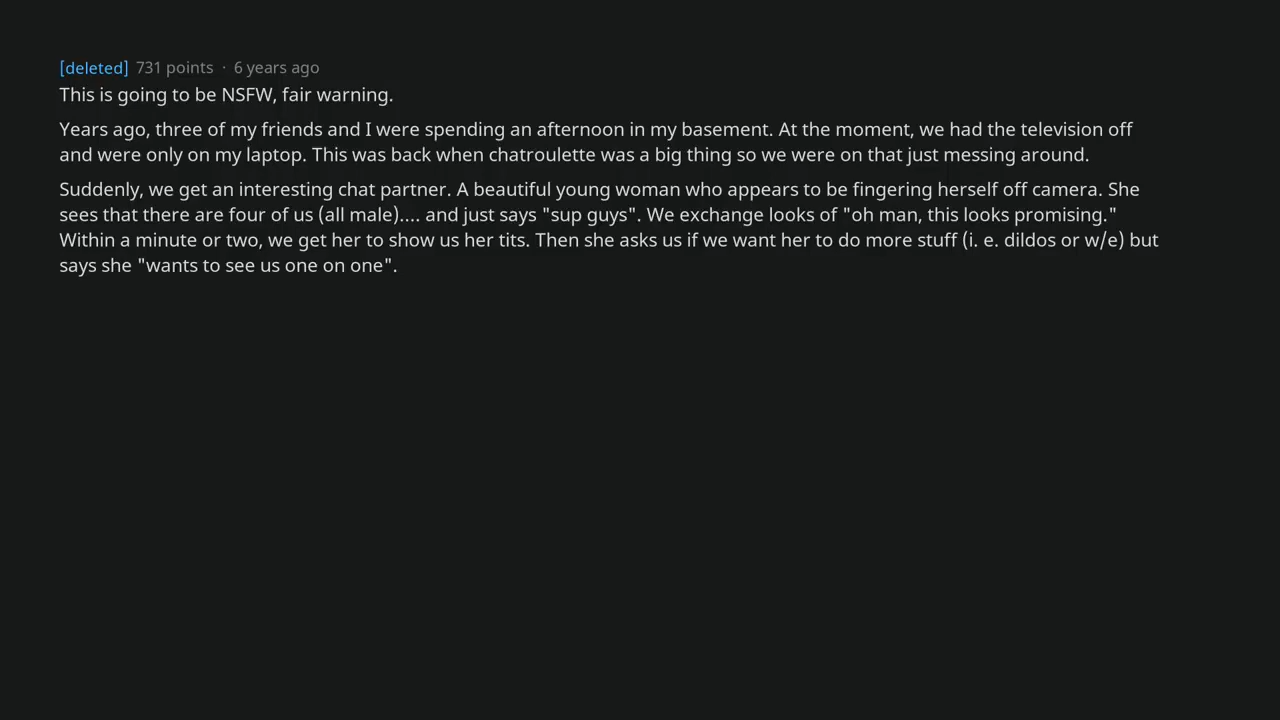 [deleted] 731 points · 6 years ago
This is going to be NSFW, fair warning.
Years ago, three of my friends and I were spending an afternoon in my basement. At the moment, we had the television off
and were only on my laptop. This was back when chatroulette was a big thing so we were on that just messing around.
Suddenly, we get an interesting chat partner. A beautiful young woman who appears to be fingering herself off camera. She
sees that there are four of us (all male).... and just says "sup guys". We exchange looks of "oh man, this looks promising."
Within a minute or two, we get her to show us her tits. Then she asks us if we want her to do more stuff (i. e. dildos or w/e) but
says she "wants to see us one on one".